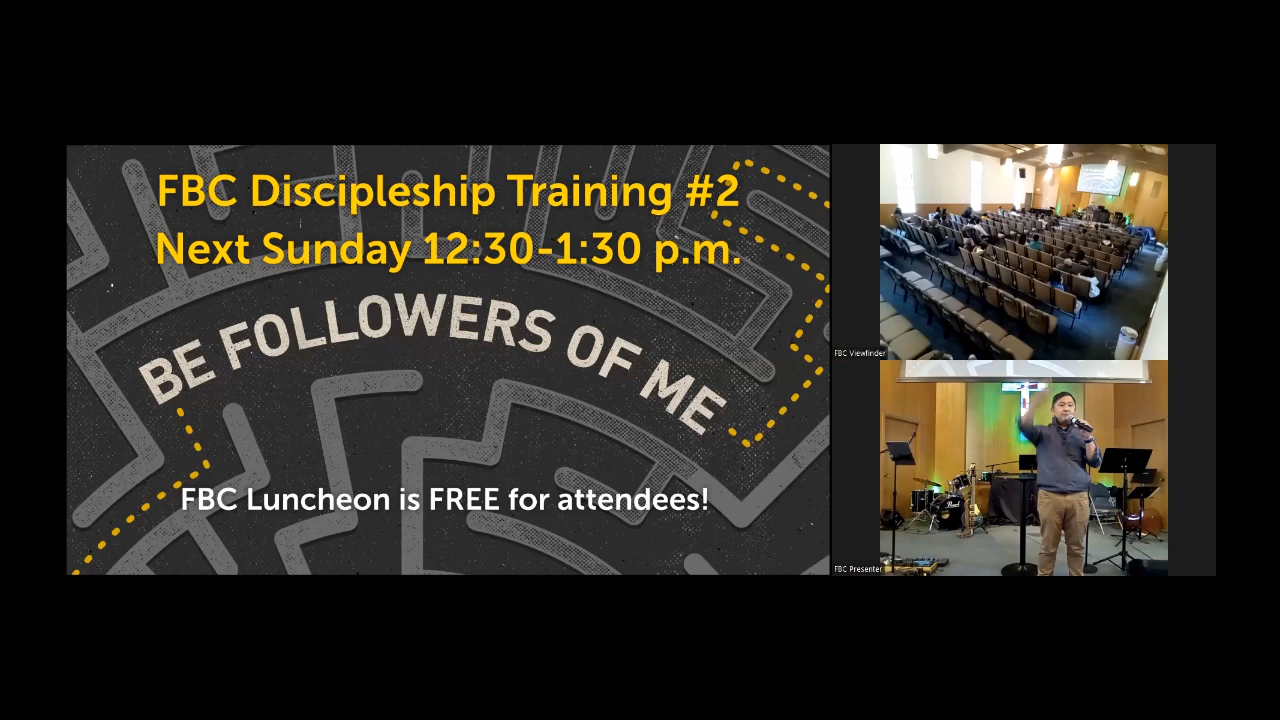 FBC Discipleship Training #2
Next Sunday 12:30-1:30 p.m.
BE FOLLOWERS OF ME
FBC Luncheon is FREE for attendees!
FBC Viewfinder
FBC Presenter